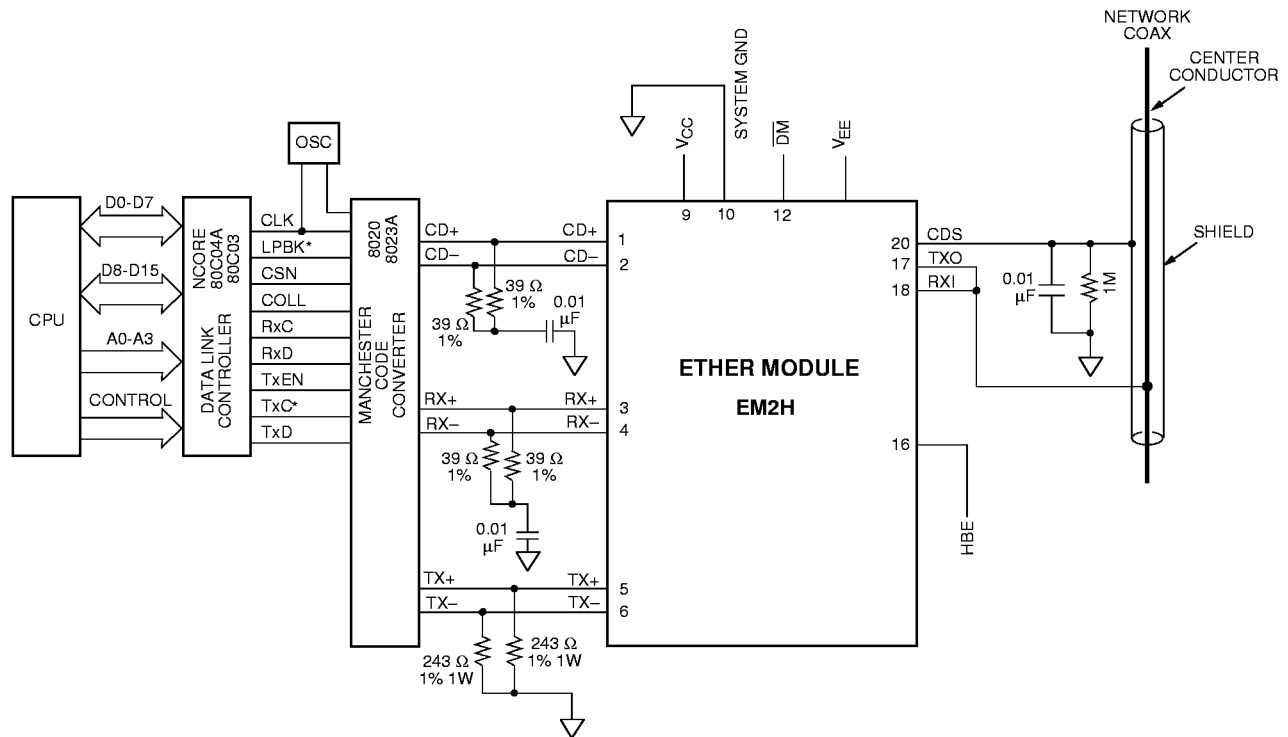 NETWORK
COAX
CENTER
CONDUCTOR
SHIELD
SYSTEM GND
VCC
D̅M̅
VEE
9
10
12
OSC
CPU
D0-D7
D8-D15
A0-A3
CONTROL
NCORE
80C04A
80C03
DATA LINK
CONTROLLER
CLK
LPBK*
CSN
COLL
RxC
RxD
TxEN
TxC*
TxD
8020
8023A
MANCHESTER
CODE
CONVERTER
CD+
CD–
CD+
CD–
1
2
39 Ω
1%
39 Ω
1%
0.01
µF
RX+
RX–
RX+
RX–
3
4
39 Ω
1%
39 Ω
1%
0.01
µF
TX+
TX–
TX+
TX–
5
6
243 Ω
1% 1W
243 Ω
1% 1W
ETHER MODULE
EM2H
20
17
18
16
CDS
TXO
RXI
HBE
0.01
µF
1M